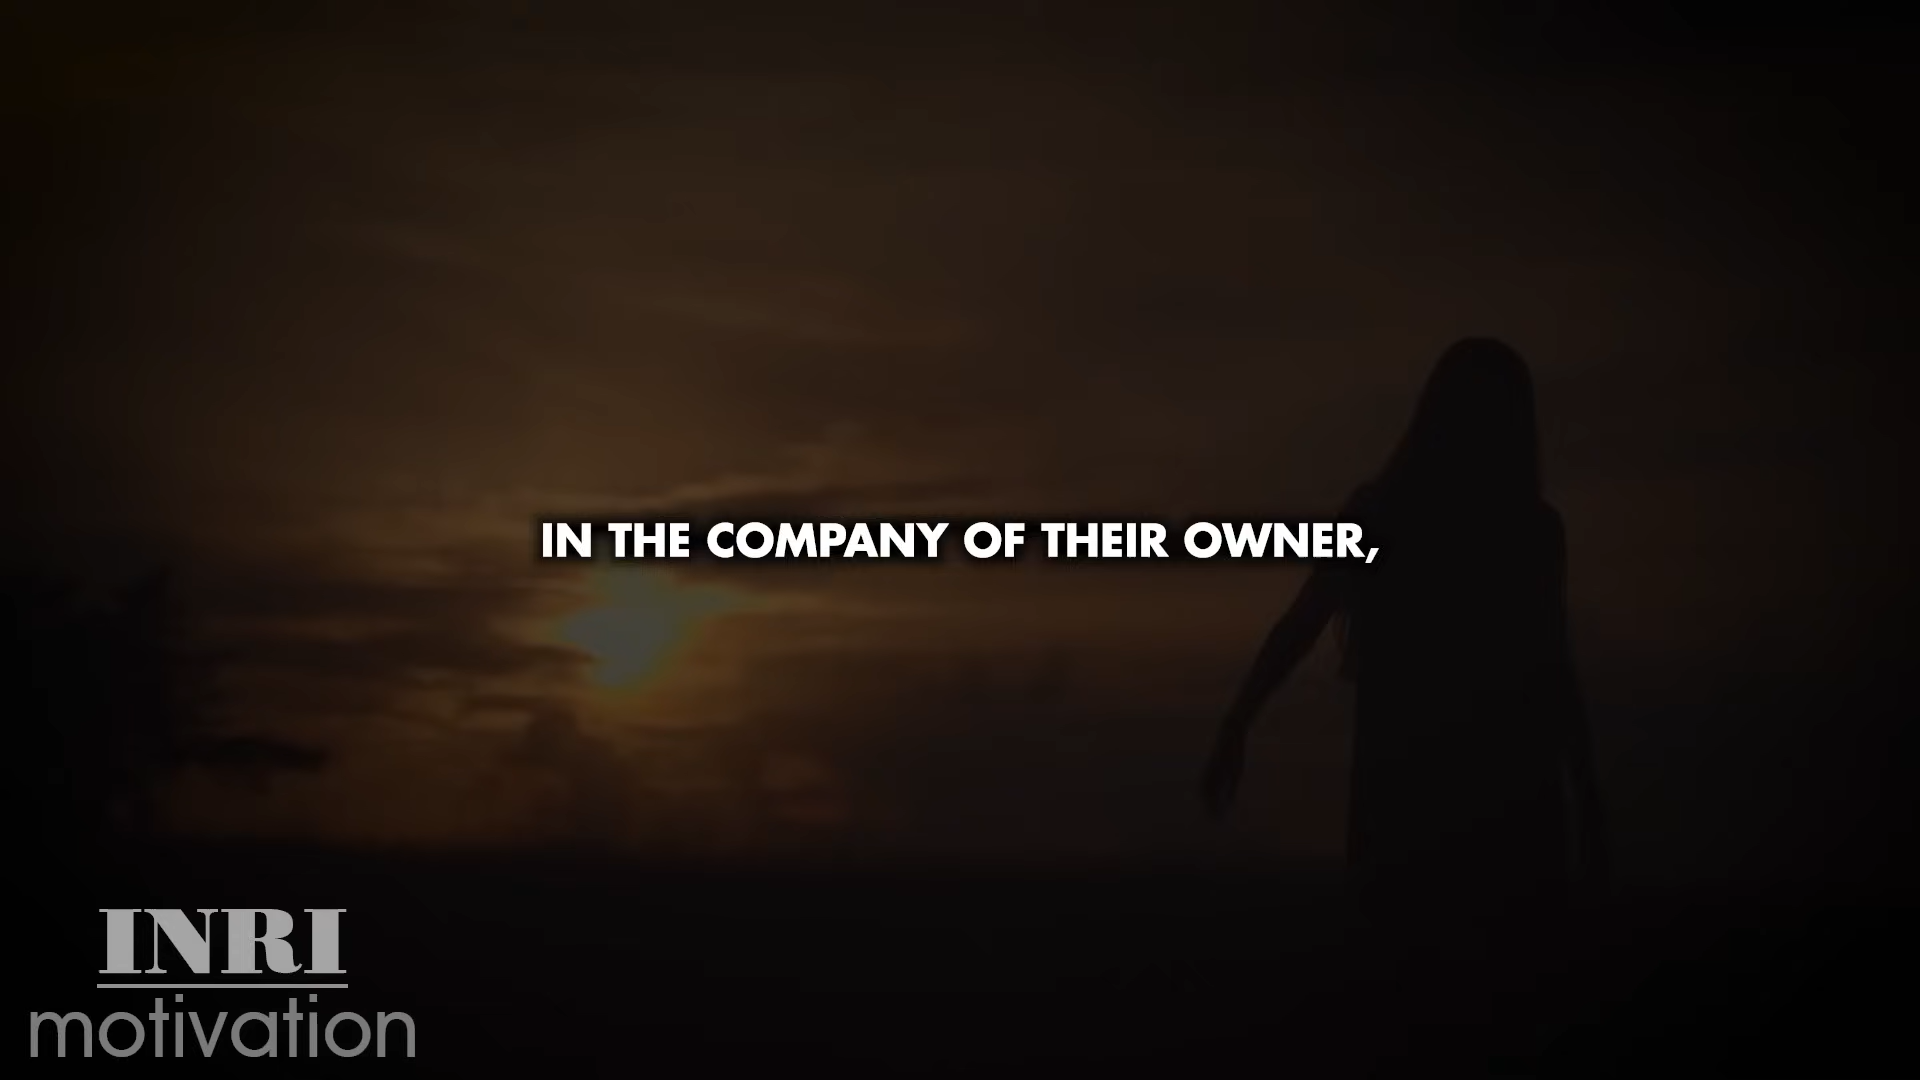 IN THE COMPANY OF THEIR OWNER,
INRI
motivation